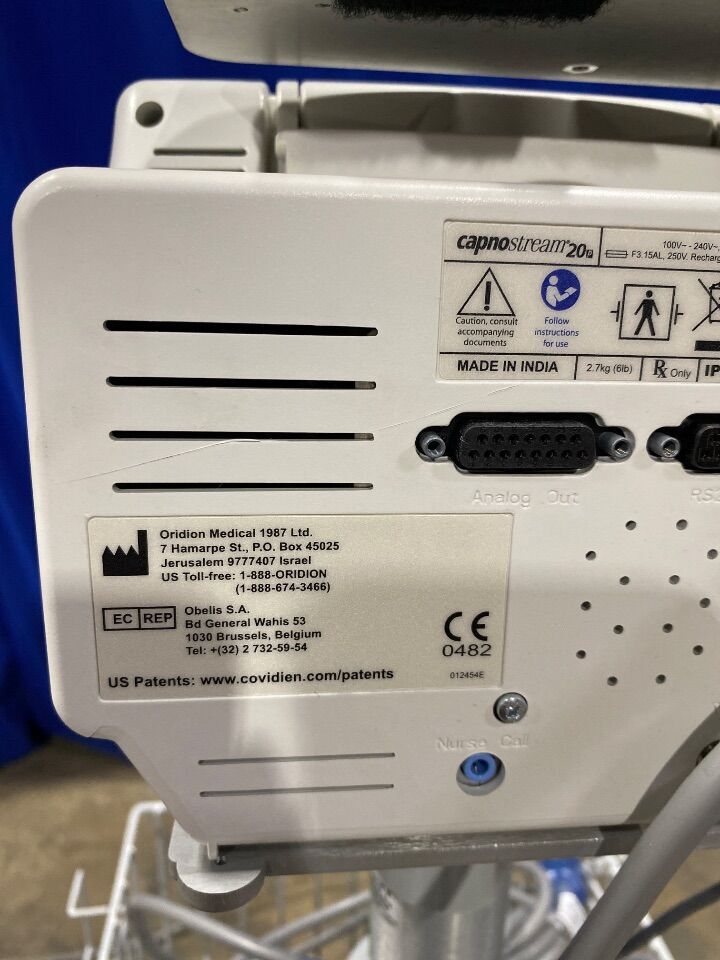 capnostream®20p
100V~ - 240V~,
F3.15AL, 250V. Recharg
Caution, consult
accompanying
documents
Follow
instructions
for use
MADE IN INDIA
2.7kg (6lb)
Rx Only
IP
Analog Out
RS2
Oridion Medical 1987 Ltd.
7 Hamarpe St., P.O. Box 45025
Jerusalem 9777407 Israel
US Toll-free: 1-888-ORIDION
(1-888-674-3466)
EC REP
Obelis S.A.
Bd General Wahis 53
1030 Brussels, Belgium
Tel: +(32) 2 732-59-54
CE
0482
US Patents: www.covidien.com/patents
012454E
Nurse Call